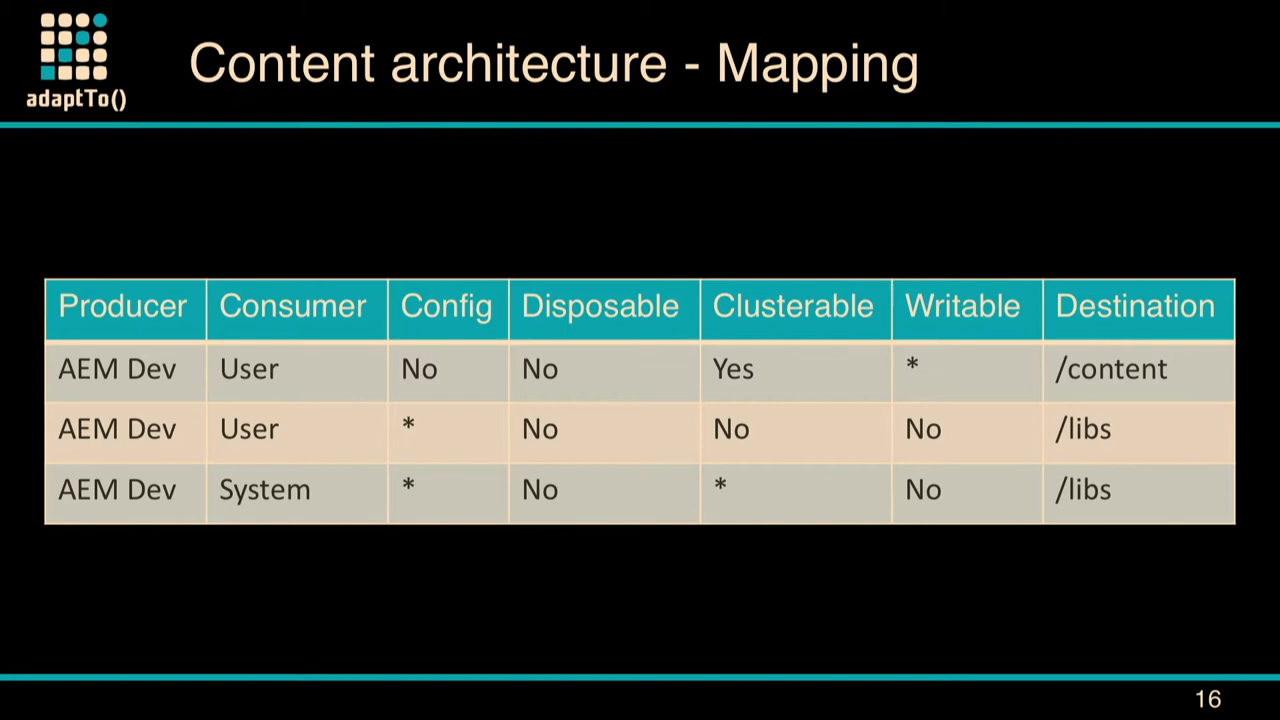 adaptTo()
Content architecture - Mapping
Producer Consumer Config Disposable Clusterable Writable Destination
AEM Dev User No No Yes * /content
AEM Dev User * No No No /libs
AEM Dev System * No * No /libs
16